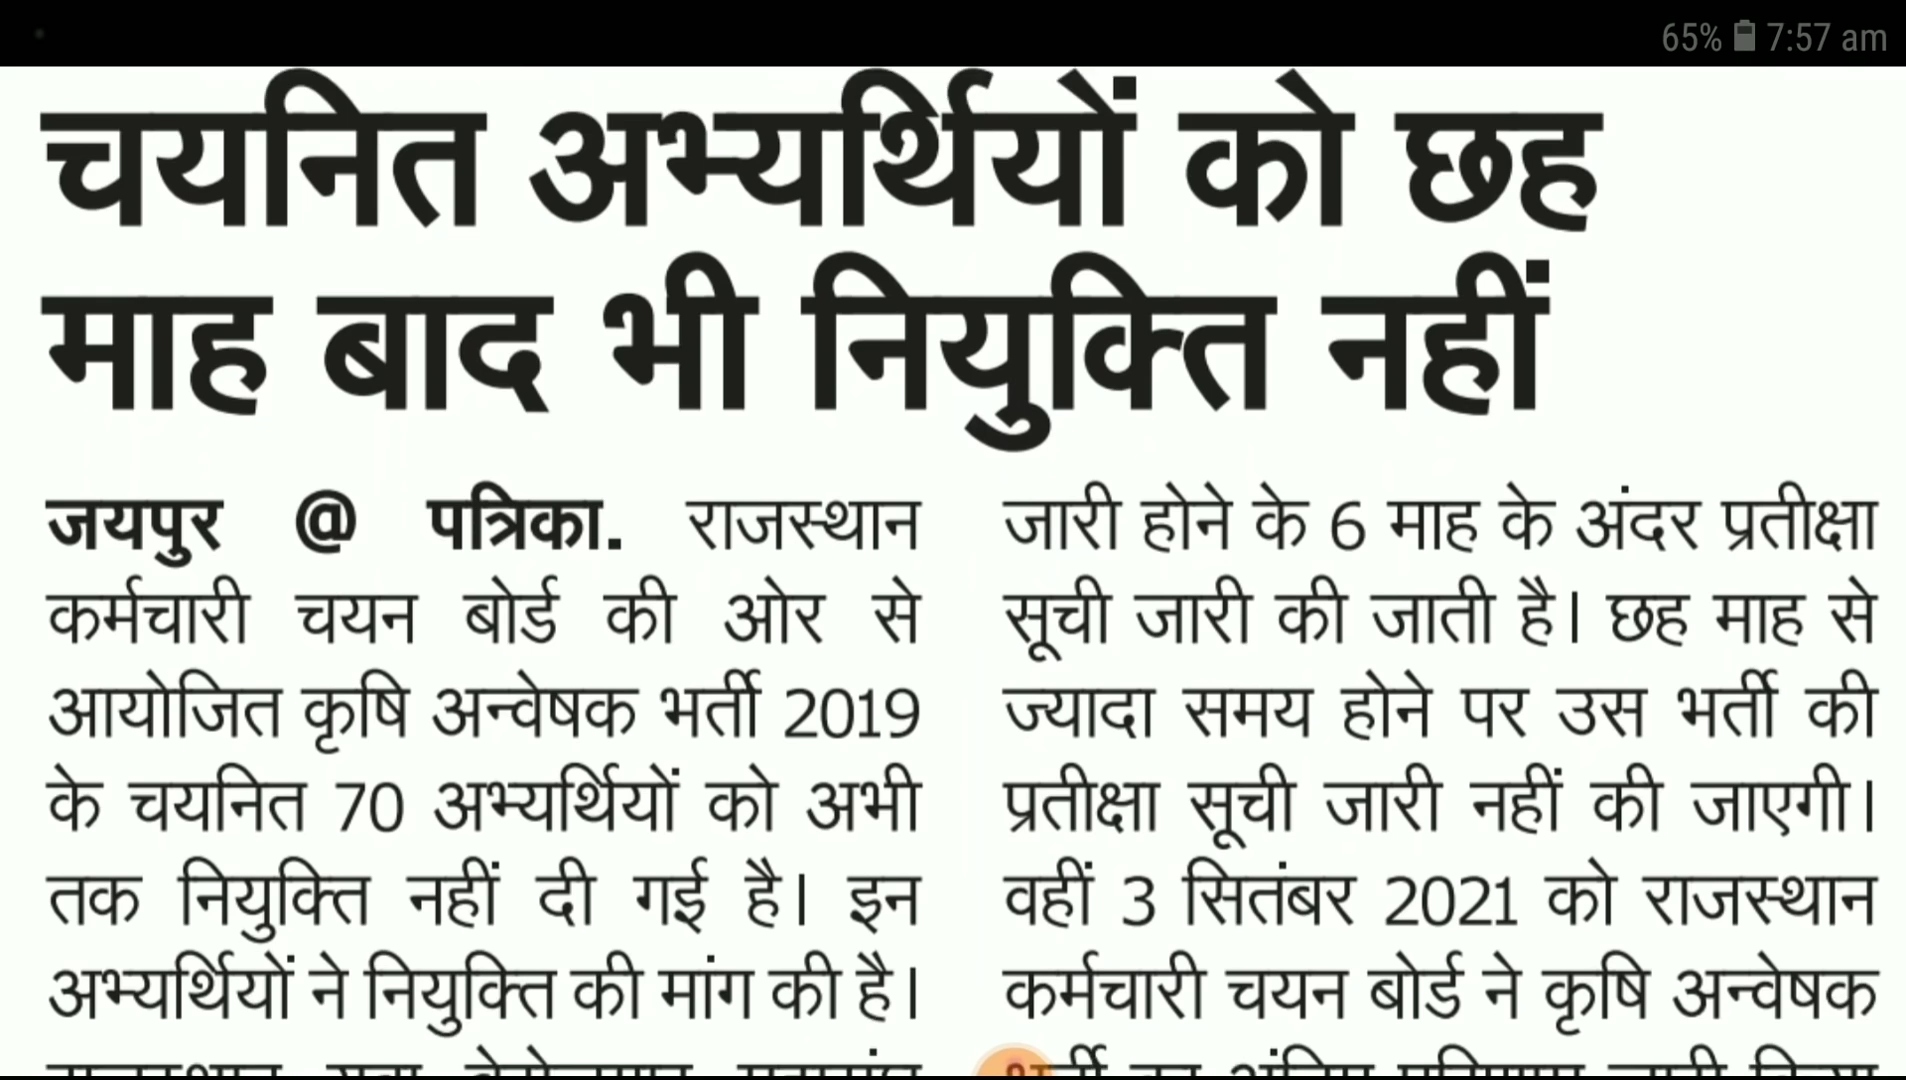 65% 7:57 am
चयनित अभ्यर्थियों को छह
माह बाद भी नियुक्ति नहीं
जयपुर @ पत्रिका. राजस्थान
कर्मचारी चयन बोर्ड की ओर से
आयोजित कृषि अन्वेषक भर्ती 2019
के चयनित 70 अभ्यर्थियों को अभी
तक नियुक्ति नहीं दी गई है। इन
अभ्यर्थियों ने नियुक्ति की मांग की है।
जारी होने के 6 माह के अंदर प्रतीक्षा
सूची जारी की जाती है। छह माह से
ज्यादा समय होने पर उस भर्ती की
प्रतीक्षा सूची जारी नहीं की जाएगी।
वहीं 3 सितंबर 2021 को राजस्थान
कर्मचारी चयन बोर्ड ने कृषि अन्वेषक